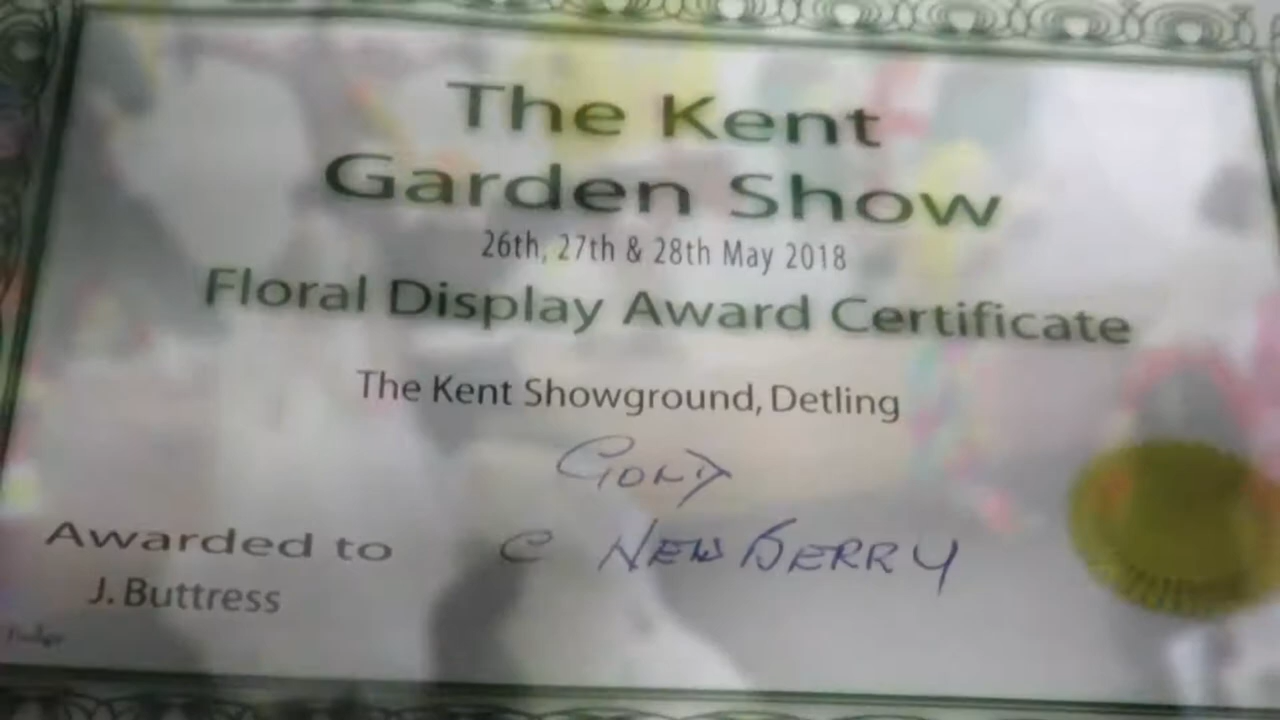 The Kent
Garden Show
26th, 27th & 28th May 2018
Floral Display Award Certificate
The Kent Showground, Detling
GOLD
Awarded to C NEWBERRY
J. Buttress